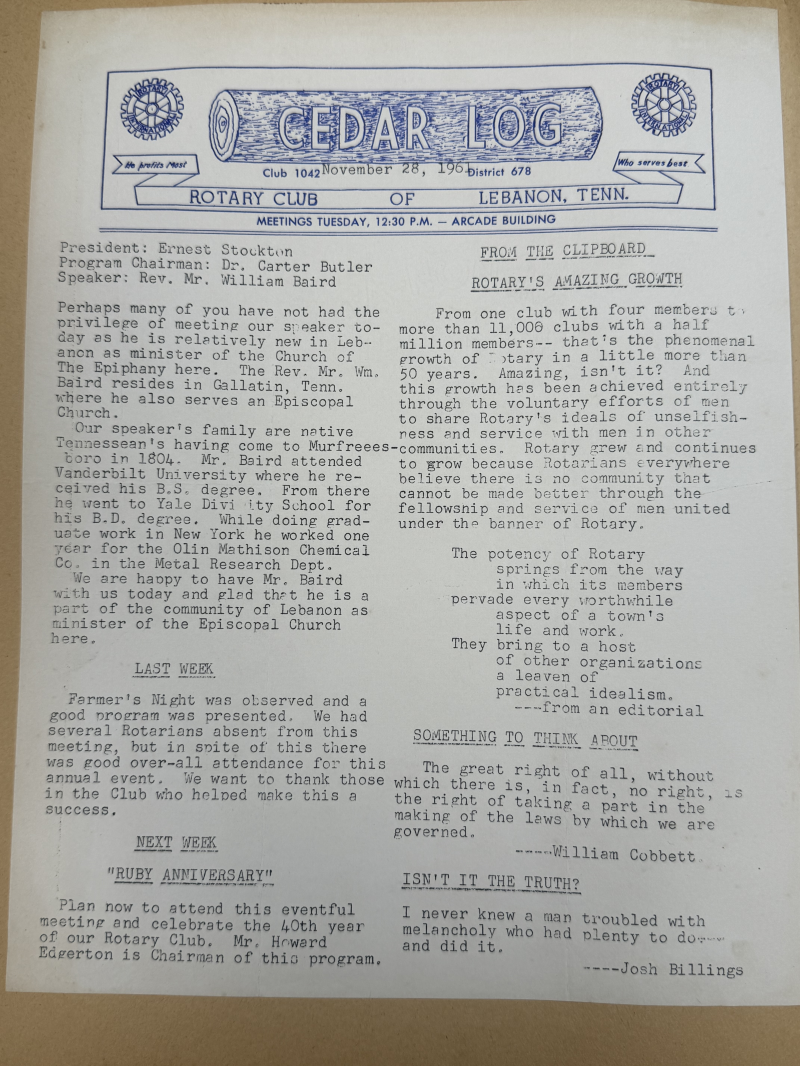 ROTARY
INTERNATIONAL
CEDAR LOG
ROTARY
INTERNATIONAL
He profits Most
Who serves best
Club 1042 November 28, 1961 District 678
ROTARY CLUB OF LEBANON, TENN.
MEETINGS TUESDAY, 12:30 P.M. — ARCADE BUILDING
President: Ernest Stockton
Program Chairman: Dr. Carter Butler
Speaker: Rev. Mr. William Baird
Perhaps many of you have not had the
privilege of meeting our speaker to-
day as he is relatively new in Leb-
anon as minister of the Church of
The Epiphany here. The Rev. Mr. Wm.
Baird resides in Gallatin, Tenn.
where he also serves an Episcopal
Church.
Our speaker's family are native
Tennessean's having come to Murfreees-
boro in 1804. Mr. Baird attended
Vanderbilt University where he re-
ceived his B.S. degree. From there
he went to Yale Divi ity School for
his B.D. degree. While doing grad-
uate work in New York he worked one
year for the Olin Mathison Chemical
Co. in the Metal Research Dept.
We are happy to have Mr. Baird
with us today and glad that he is a
part of the community of Lebanon as
minister of the Episcopal Church
here.
LAST WEEK
Farmer's Night was observed and a
good program was presented. We had
several Rotarians absent from this
meeting, but in spite of this there
was good over-all attendance for this
annual event. We want to thank those
in the Club who helped make this a
success.
NEXT WEEK
"RUBY ANNIVERSARY"
Plan now to attend this eventful
meeting and celebrate the 40th year
of our Rotary Club. Mr. Howard
Edgerton is Chairman of this program.
FROM THE CLIPBOARD
ROTARY'S AMAZING GROWTH
From one club with four members to
more than 11,000 clubs with a half
million members-- that's the phenomenal
growth of Rotary in a little more than
50 years. Amazing, isn't it? And
this growth has been achieved entirely
through the voluntary efforts of men
to share Rotary's ideals of unselfish-
ness and service with men in other
communities. Rotary grew and continues
to grow because Rotarians everywhere
believe there is no community that
cannot be made better through the
fellowship and service of men united
under the banner of Rotary.
The potency of Rotary
springs from the way
in which its members
pervade every worthwhile
aspect of a town's
life and work.
They bring to a host
of other organizations
a leaven of
practical idealism.
---from an editorial
SOMETHING TO THINK ABOUT
The great right of all, without
which there is, in fact, no right, is
the right of taking a part in the
making of the laws by which we are
governed.
-----William Cobbett
ISN'T IT THE TRUTH?
I never knew a man troubled with
melancholy who had plenty to do---
and did it.
----Josh Billings